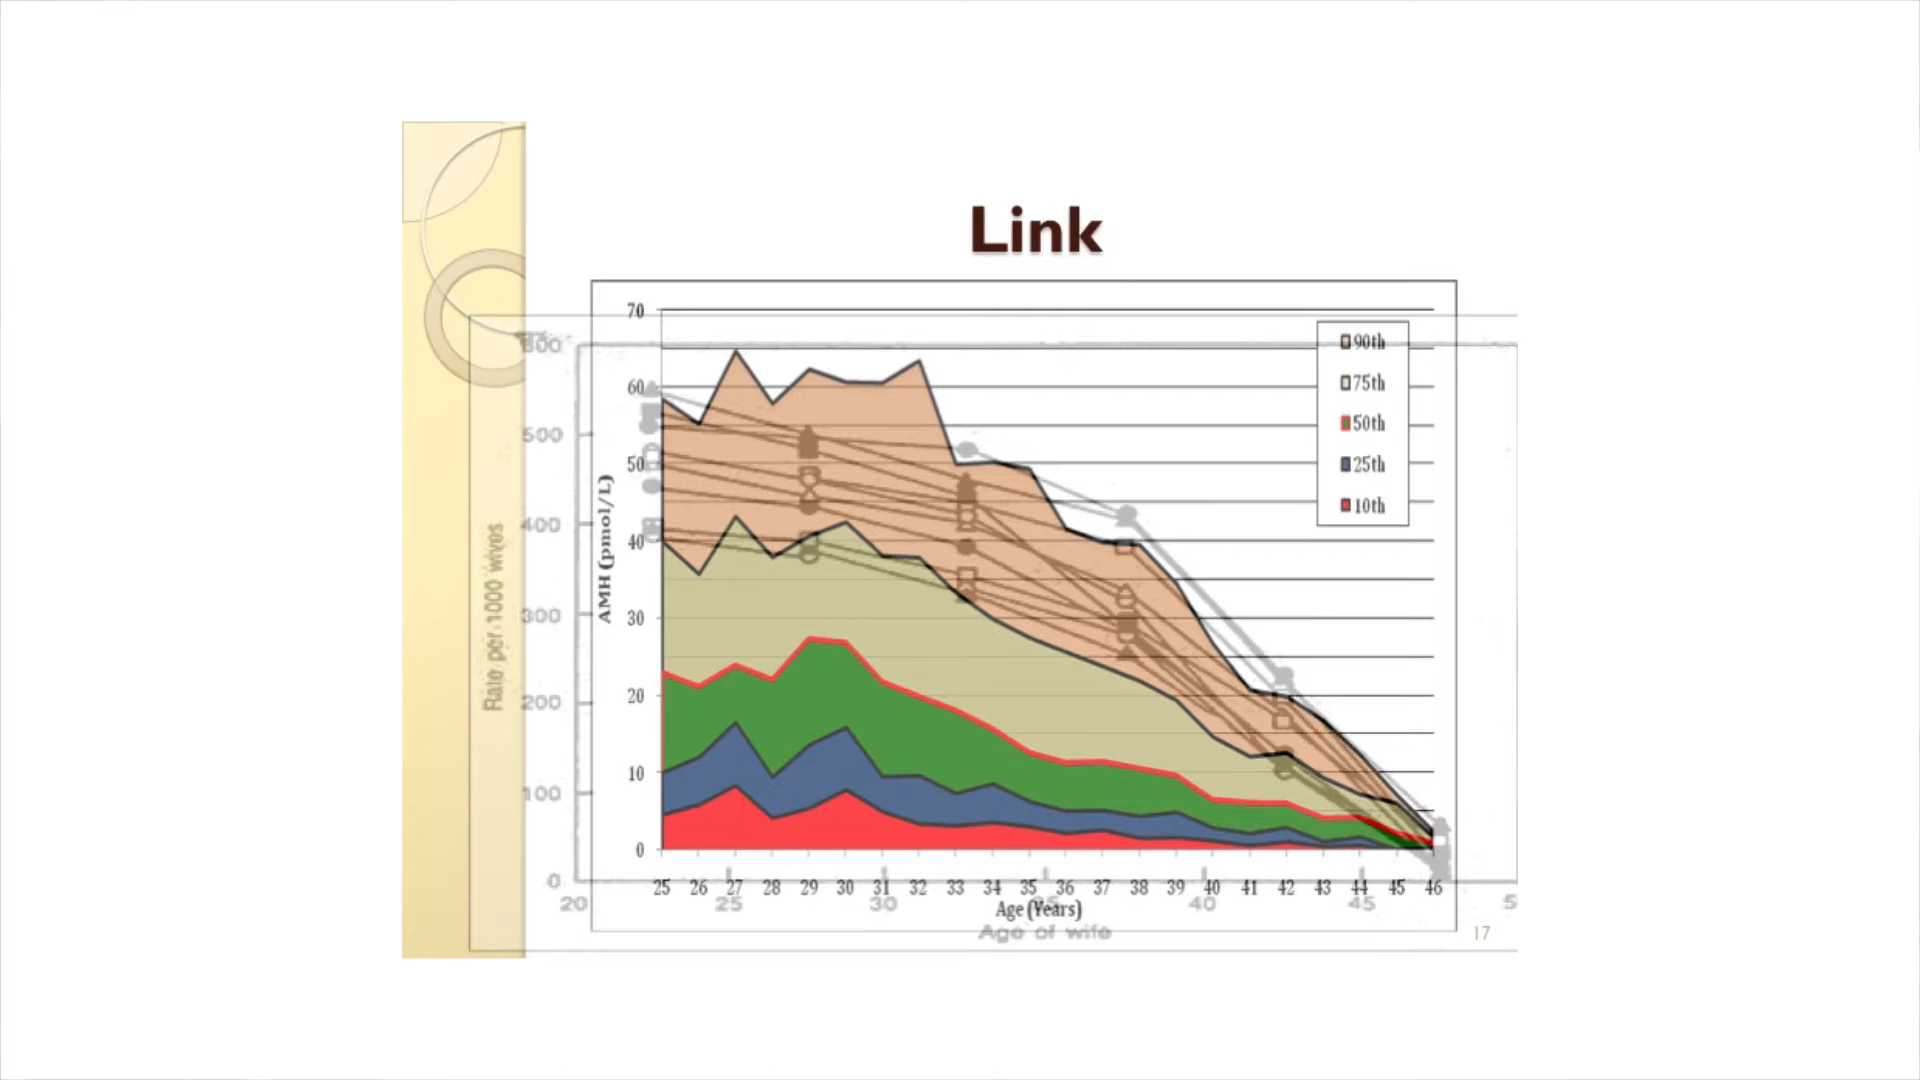 Link
70
600
60
500
50
400
40
300
30
200
20
100
10
0
0
Rate per 1000 wives
AMH (pmol/L)
90th
75th
50th
25th
10th
25 26 27 28 29 30 31 32 33 34 35 36 37 38 39 40 41 42 43 44 45 46
20 25 30 35 40 45 5
Age (Years)
Age of wife
17